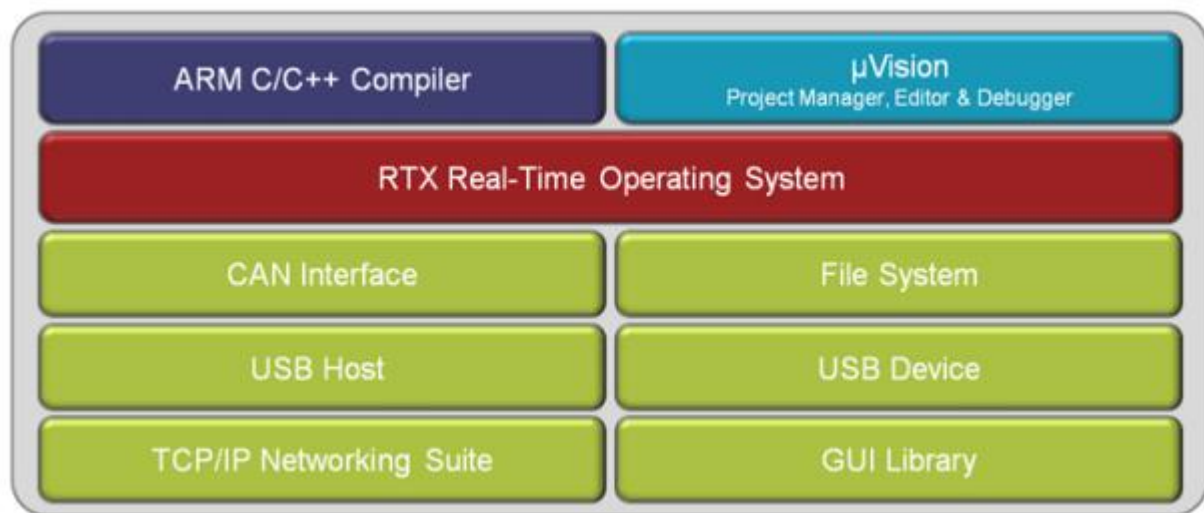 ARM C/C++ Compiler
µVision
Project Manager, Editor & Debugger
RTX Real-Time Operating System
CAN Interface
File System
USB Host
USB Device
TCP/IP Networking Suite
GUI Library